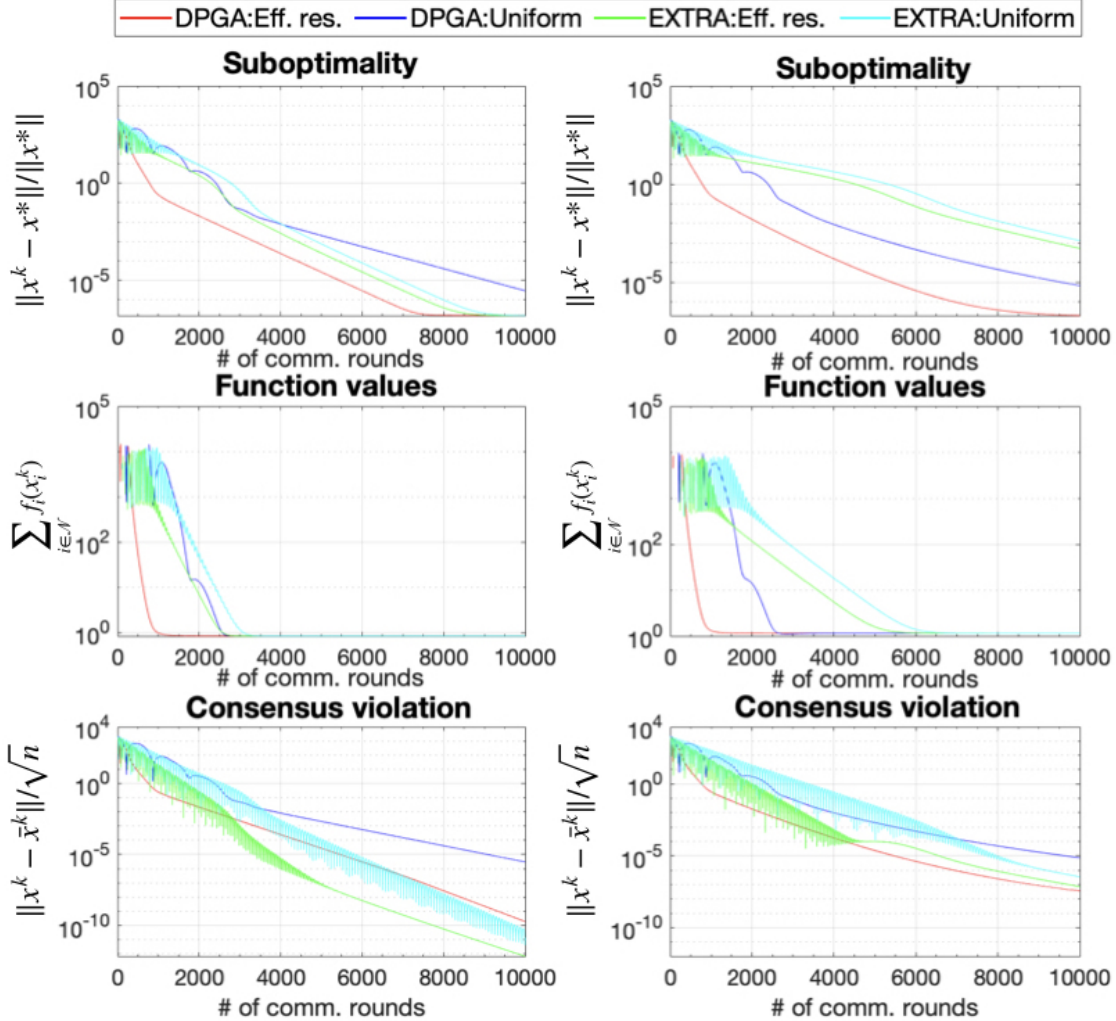 DPGA:Eff. res. DPGA:Uniform EXTRA:Eff. res. EXTRA:Uniform
Suboptimality
‖x^k − x*‖/‖x*‖
10^5
10^0
10^-5
0 2000 4000 6000 8000 10000
# of comm. rounds
Suboptimality
‖x^k − x*‖/‖x*‖
10^5
10^0
10^-5
0 2000 4000 6000 8000 10000
# of comm. rounds
Function values
∑_{i∈𝒩} f_i(x_i^k)
10^5
10^2
10^0
0 2000 4000 6000 8000 10000
# of comm. rounds
Function values
∑_{i∈𝒩} f_i(x_i^k)
10^5
10^2
10^0
0 2000 4000 6000 8000 10000
# of comm. rounds
Consensus violation
‖x^k − x̄^k‖/√n
10^4
10^0
10^-5
10^-10
0 2000 4000 6000 8000 10000
# of comm. rounds
Consensus violation
‖x^k − x̄^k‖/√n
10^4
10^0
10^-5
10^-10
0 2000 4000 6000 8000 10000
# of comm. rounds